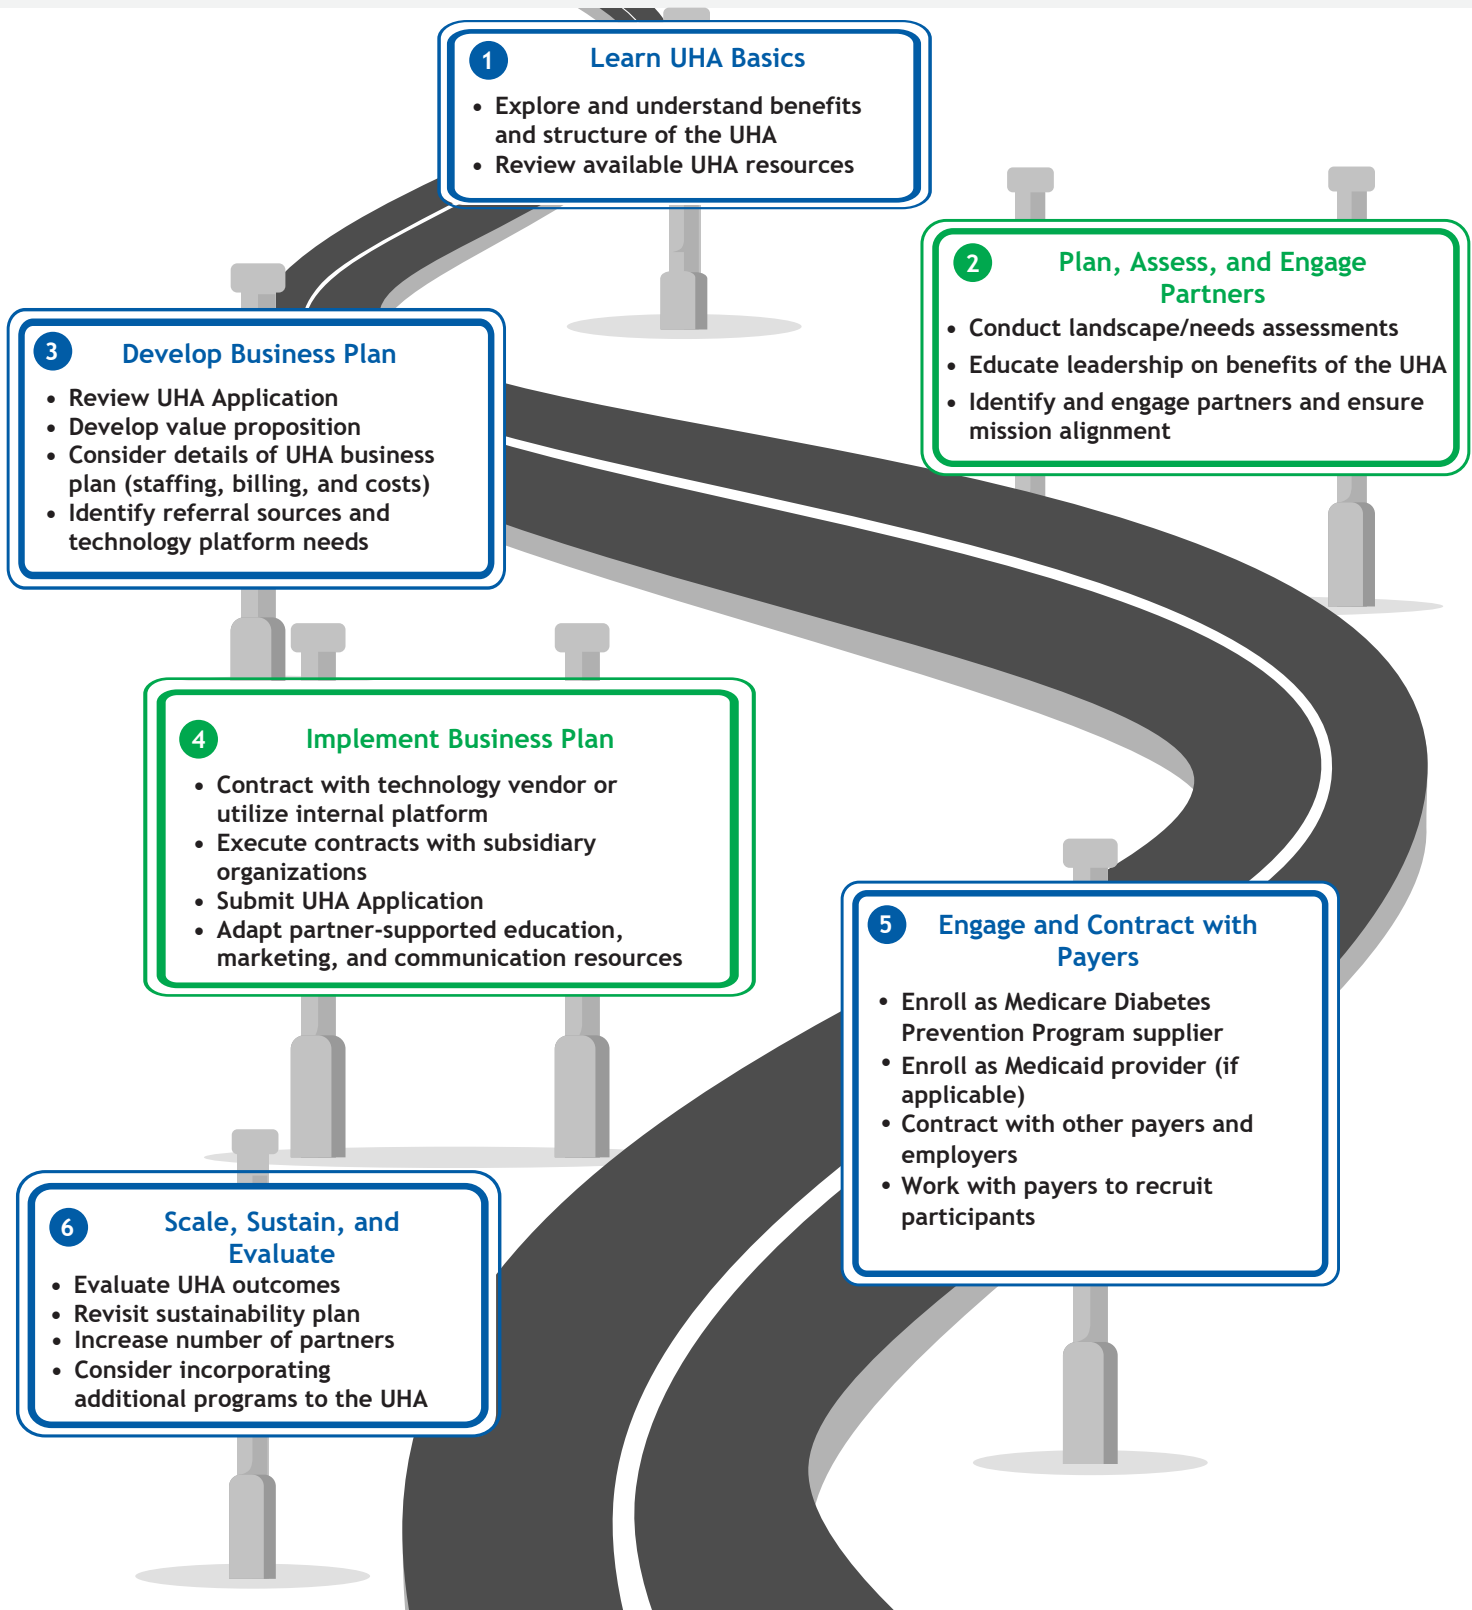 1
Learn UHA Basics
• Explore and understand benefits
and structure of the UHA
• Review available UHA resources
2
Plan, Assess, and Engage
Partners
• Conduct landscape/needs assessments
• Educate leadership on benefits of the UHA
• Identify and engage partners and ensure
mission alignment
3
Develop Business Plan
• Review UHA Application
• Develop value proposition
• Consider details of UHA business
plan (staffing, billing, and costs)
• Identify referral sources and
technology platform needs
4
Implement Business Plan
• Contract with technology vendor or
utilize internal platform
• Execute contracts with subsidiary
organizations
• Submit UHA Application
• Adapt partner-supported education,
marketing, and communication resources
5
Engage and Contract with
Payers
• Enroll as Medicare Diabetes
Prevention Program supplier
• Enroll as Medicaid provider (if
applicable)
• Contract with other payers and
employers
• Work with payers to recruit
participants
6
Scale, Sustain, and
Evaluate
• Evaluate UHA outcomes
• Revisit sustainability plan
• Increase number of partners
• Consider incorporating
additional programs to the UHA